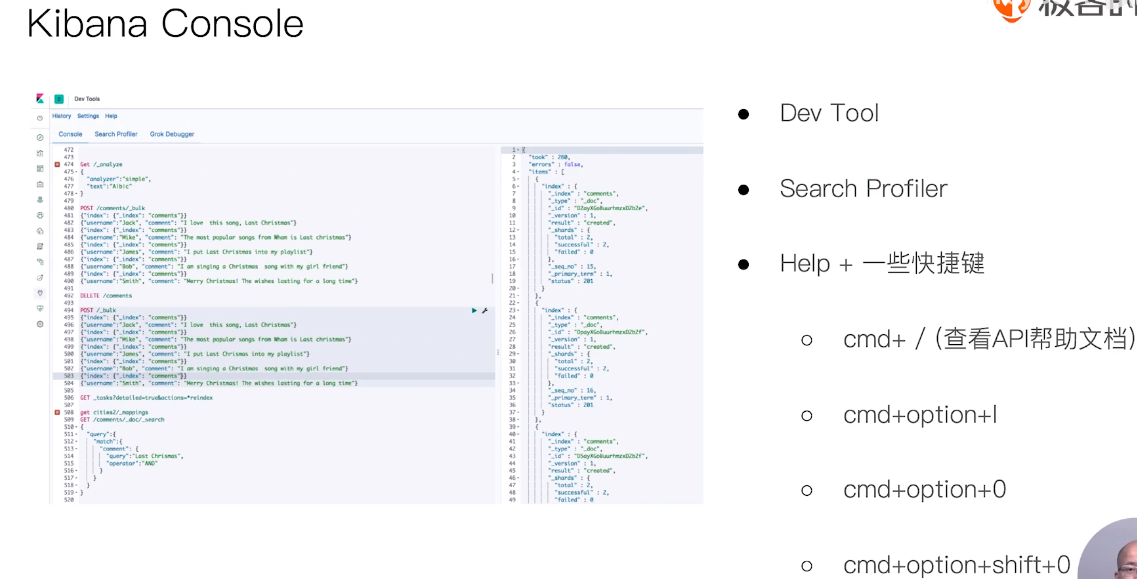 Kibana Console
Dev Tools
History Settings Help
Console Search Profiler Grok Debugger
472
473
474 Get /_analyze
475 {
476 "analyzer":"simple",
477 "text":"A|b|c"
478 }
479
480 POST /comments/_bulk
481 {"index": {"_index": "comments"}}
482 {"username":"Jack", "comment": "I love this song, Last Christmas"}
483 {"index": {"_index": "comments"}}
484 {"username":"Mike", "comment": "The most popular songs from Wham is Last christmas"}
485 {"index": {"_index": "comments"}}
486 {"username":"James", "comment": "I put Last Christmas into my playlist"}
487 {"index": {"_index": "comments"}}
488 {"username":"Bob", "comment": "I am singing a Christmas song with my girl friend"}
489 {"index": {"_index": "comments"}}
490 {"username":"Smith", "comment": "Merry Christmas! The wishes lasting for a long time"}
491
492 DELETE /comments
493
494 POST /_bulk
495 {"index": {"_index": "comments"}}
496 {"username":"Jack", "comment": "I love this song, Last Christmas"}
497 {"index": {"_index": "comments"}}
498 {"username":"Mike", "comment": "The most popular songs from Wham is Last christmas"}
499 {"index": {"_index": "comments"}}
500 {"username":"James", "comment": "I put Last Chrismas into my playlist"}
501 {"index": {"_index": "comments"}}
502 {"username":"Bob", "comment": "I am singing a Christmas song with my girl friend"}
503 {"index": {"_index": "comments"}}
504 {"username":"Smith", "comment": "Merry Christmas! The wishes lasting for a long time"}
505
506 GET _tasks?detailed=true&actions=*reindex
507
508 get cities2/_mappings
509 GET /comments/_doc/_search
510 {
511 "query":{
512 "match":{
513 "comment": {
514 "query":"Last Chrismas",
515 "operator":"AND"
516 }
517 }
518 }
519 }
520
1 {
2 "took" : 260,
3 "errors" : false,
4 "items" : [
5 {
6 "index" : {
7 "_index" : "comments",
8 "_type" : "_doc",
9 "_id" :
10 "_version" : 1,
11 "result" : "created",
12 "_shards" : {
13 "total" : 2,
14 "successful" : 2,
15 "failed" : 0
16 },
17 "_seq_no" : 15,
18 "_primary_term" : 1,
19 "status" : 201
20 }
21 },
22 {
23 "index" : {
24 "_index" : "comments",
25 "_type" : "_doc",
26 "_id" :
27 "_version" : 1,
28 "result" : "created",
29 "_shards" : {
30 "total" : 2,
31 "successful" : 2,
32 "failed" : 0
33 },
34 "_seq_no" : 16,
35 "_primary_term" : 1,
36 "status" : 201
37 }
38 },
39 {
40 "index" : {
41 "_index" : "comments",
42 "_type" : "_doc",
43 "_id" :
44 "_version" : 1,
45 "result" : "created",
46 "_shards" : {
47 "total" : 2,
48 "successful" : 2,
49 "failed" : 0
Dev Tool
Search Profiler
Help + 一些快捷键
cmd+ / (查看API帮助文档)
cmd+option+l
cmd+option+0
cmd+option+shift+0